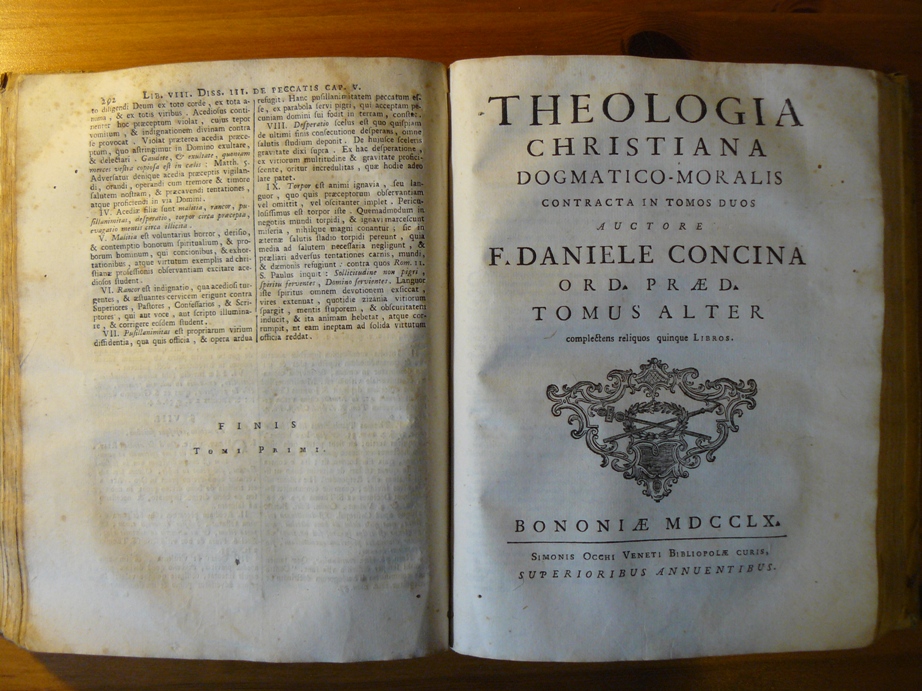 292 LIB. VIII. DISS. III. DE PECCATIS CAP. V.
to diligendi Deum ex toto corde, ex tota a-
nima, & ex totis viribus. Acediosus conti-
nenter hoc præceptum violat, cujus tepor
vomitum, & indignationem divinam contra
se provocat. Violat præterea acedia præce-
ptum, quo astringimur in Domino exultare,
& delectari. Gaudete, & exultate, quoniam
merces vestra copiosa est in cælis: Matth. 5.
Adversatur denique acedia præceptis vigilan-
di, orandi, operandi cum tremore & timore
salutem nostram, & præcavendi tentationes,
atque proficiendi in via Domini.
IV. Acediæ filiæ sunt malitia, rancor, pu-
sillanimitas, desperatio, torpor circa præcepta,
evagatio mentis circa illicita.
V. Malitia est voluntarius horror, derisio,
& contemptio bonorum spiritualium, & pro-
borum hominum, qui concionibus, & exhor-
tationibus, atque virtutum exemplis ad chri-
stianæ professionis observantiam excitare ace-
diosos student.
VI. Rancor est indignatio, qua acediosi tur-
gentes, & æstuantes cervicem erigunt contra
Superiores, Pastores, Confessarios, & Scri-
ptores, qui aut voce, aut scripto illumina-
re, & corrigere eosdem student.
VII. Pusillanimitas est propriarum virium
diffidentia, qua quis officia, & opera ardua
refugit. Hanc pusillanimitatem peccatum es-
se, ex parabola servi pigri, qui acceptam pe-
cuniam domini sui fodit in terram, constat.
VIII. Desperatio scelus est quo quispiam
de ultimi finis consecutione desperans, omne
salutis studium deponit. De hujusce sceleris
gravitate dixi supra. Ex hac desperatione,
ex vitiorum multitudine & gravitate profici-
scente, oritur incredulitas, quæ hodie adeo
late patet.
IX. Torpor est animi ignavia, seu lan-
guor, quo quis præceptorum observantiam
vel omittit, vel oscitanter implet. Pericu-
losissimus est torpor iste. Quemadmodum in
negotiis mundi torpidi, & ignavi marcescunt
miseria, nihilque magni conantur; sic in
æternæ salutis stadio torpidi pereunt, quia
media ad salutem necessaria negligunt, &
prælian adversus tentationes carnis, mundi,
& dæmonis refugiunt: contra quos Rom. 12.
S. Paulus inquit: Sollicitudine non pigri,
spiritu ferventes, Domino servientes. Languor
iste spiritus omnem devotionem exsiccat,
vires extenuat, quotidie zizania vitiorum
spargit, mentis stuporem, & obscuritatem
inducit, & ita animam hebetat, atque cor-
rumpit, ut eam ineptam ad solida virtutum
officia reddat.
FINIS
TOMI PRIMI.
THEOLOGIA
CHRISTIANA
DOGMATICO-MORALIS
CONTRACTA IN TOMOS DUOS
AUCTORE
F. DANIELE CONCINA
ORD. PRÆD.
TOMUS ALTER
complectens reliquos quinque LIBROS.
BONONIÆ MDCCLX.
SIMONIS OCCHI VENETI BIBLIOPOLÆ CURIS,
SUPERIORIBUS ANNUENTIBUS.